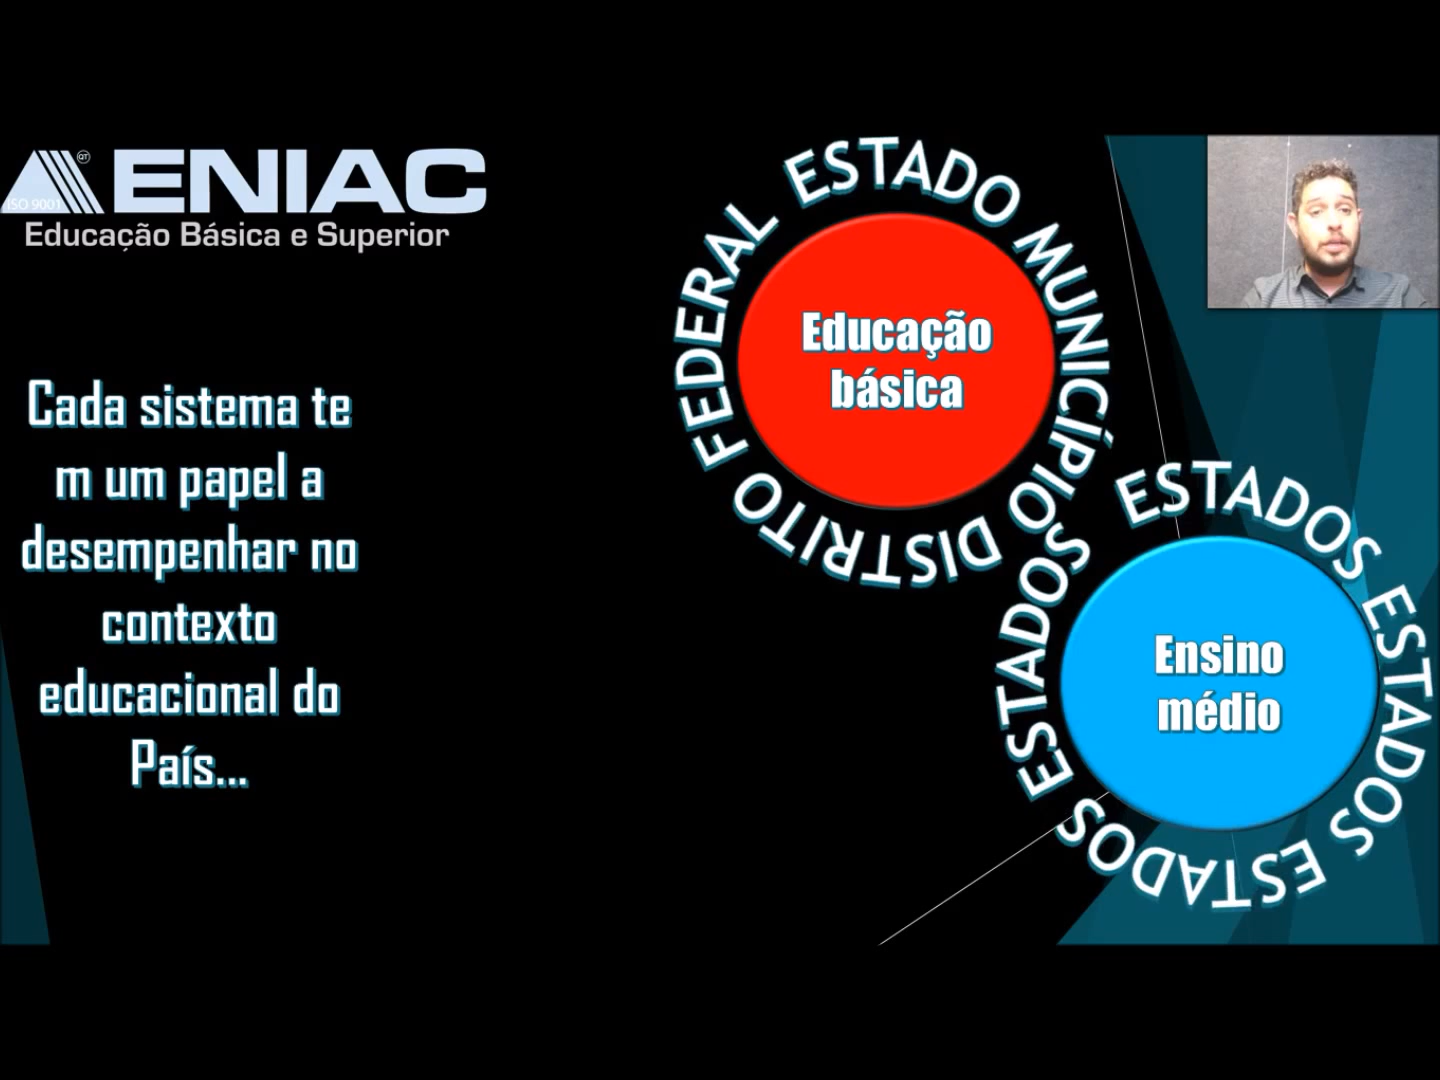 ENIAC
QT
ISO 9001
Educação Básica e Superior
Cada sistema te
m um papel a
desempenhar no
contexto
educacional do
País...
ESTADO MUNICÍPIO DISTRITO FEDERAL
Educação
básica
ESTADOS ESTADOS ESTADOS ESTADOS ESTADOS
Ensino
médio